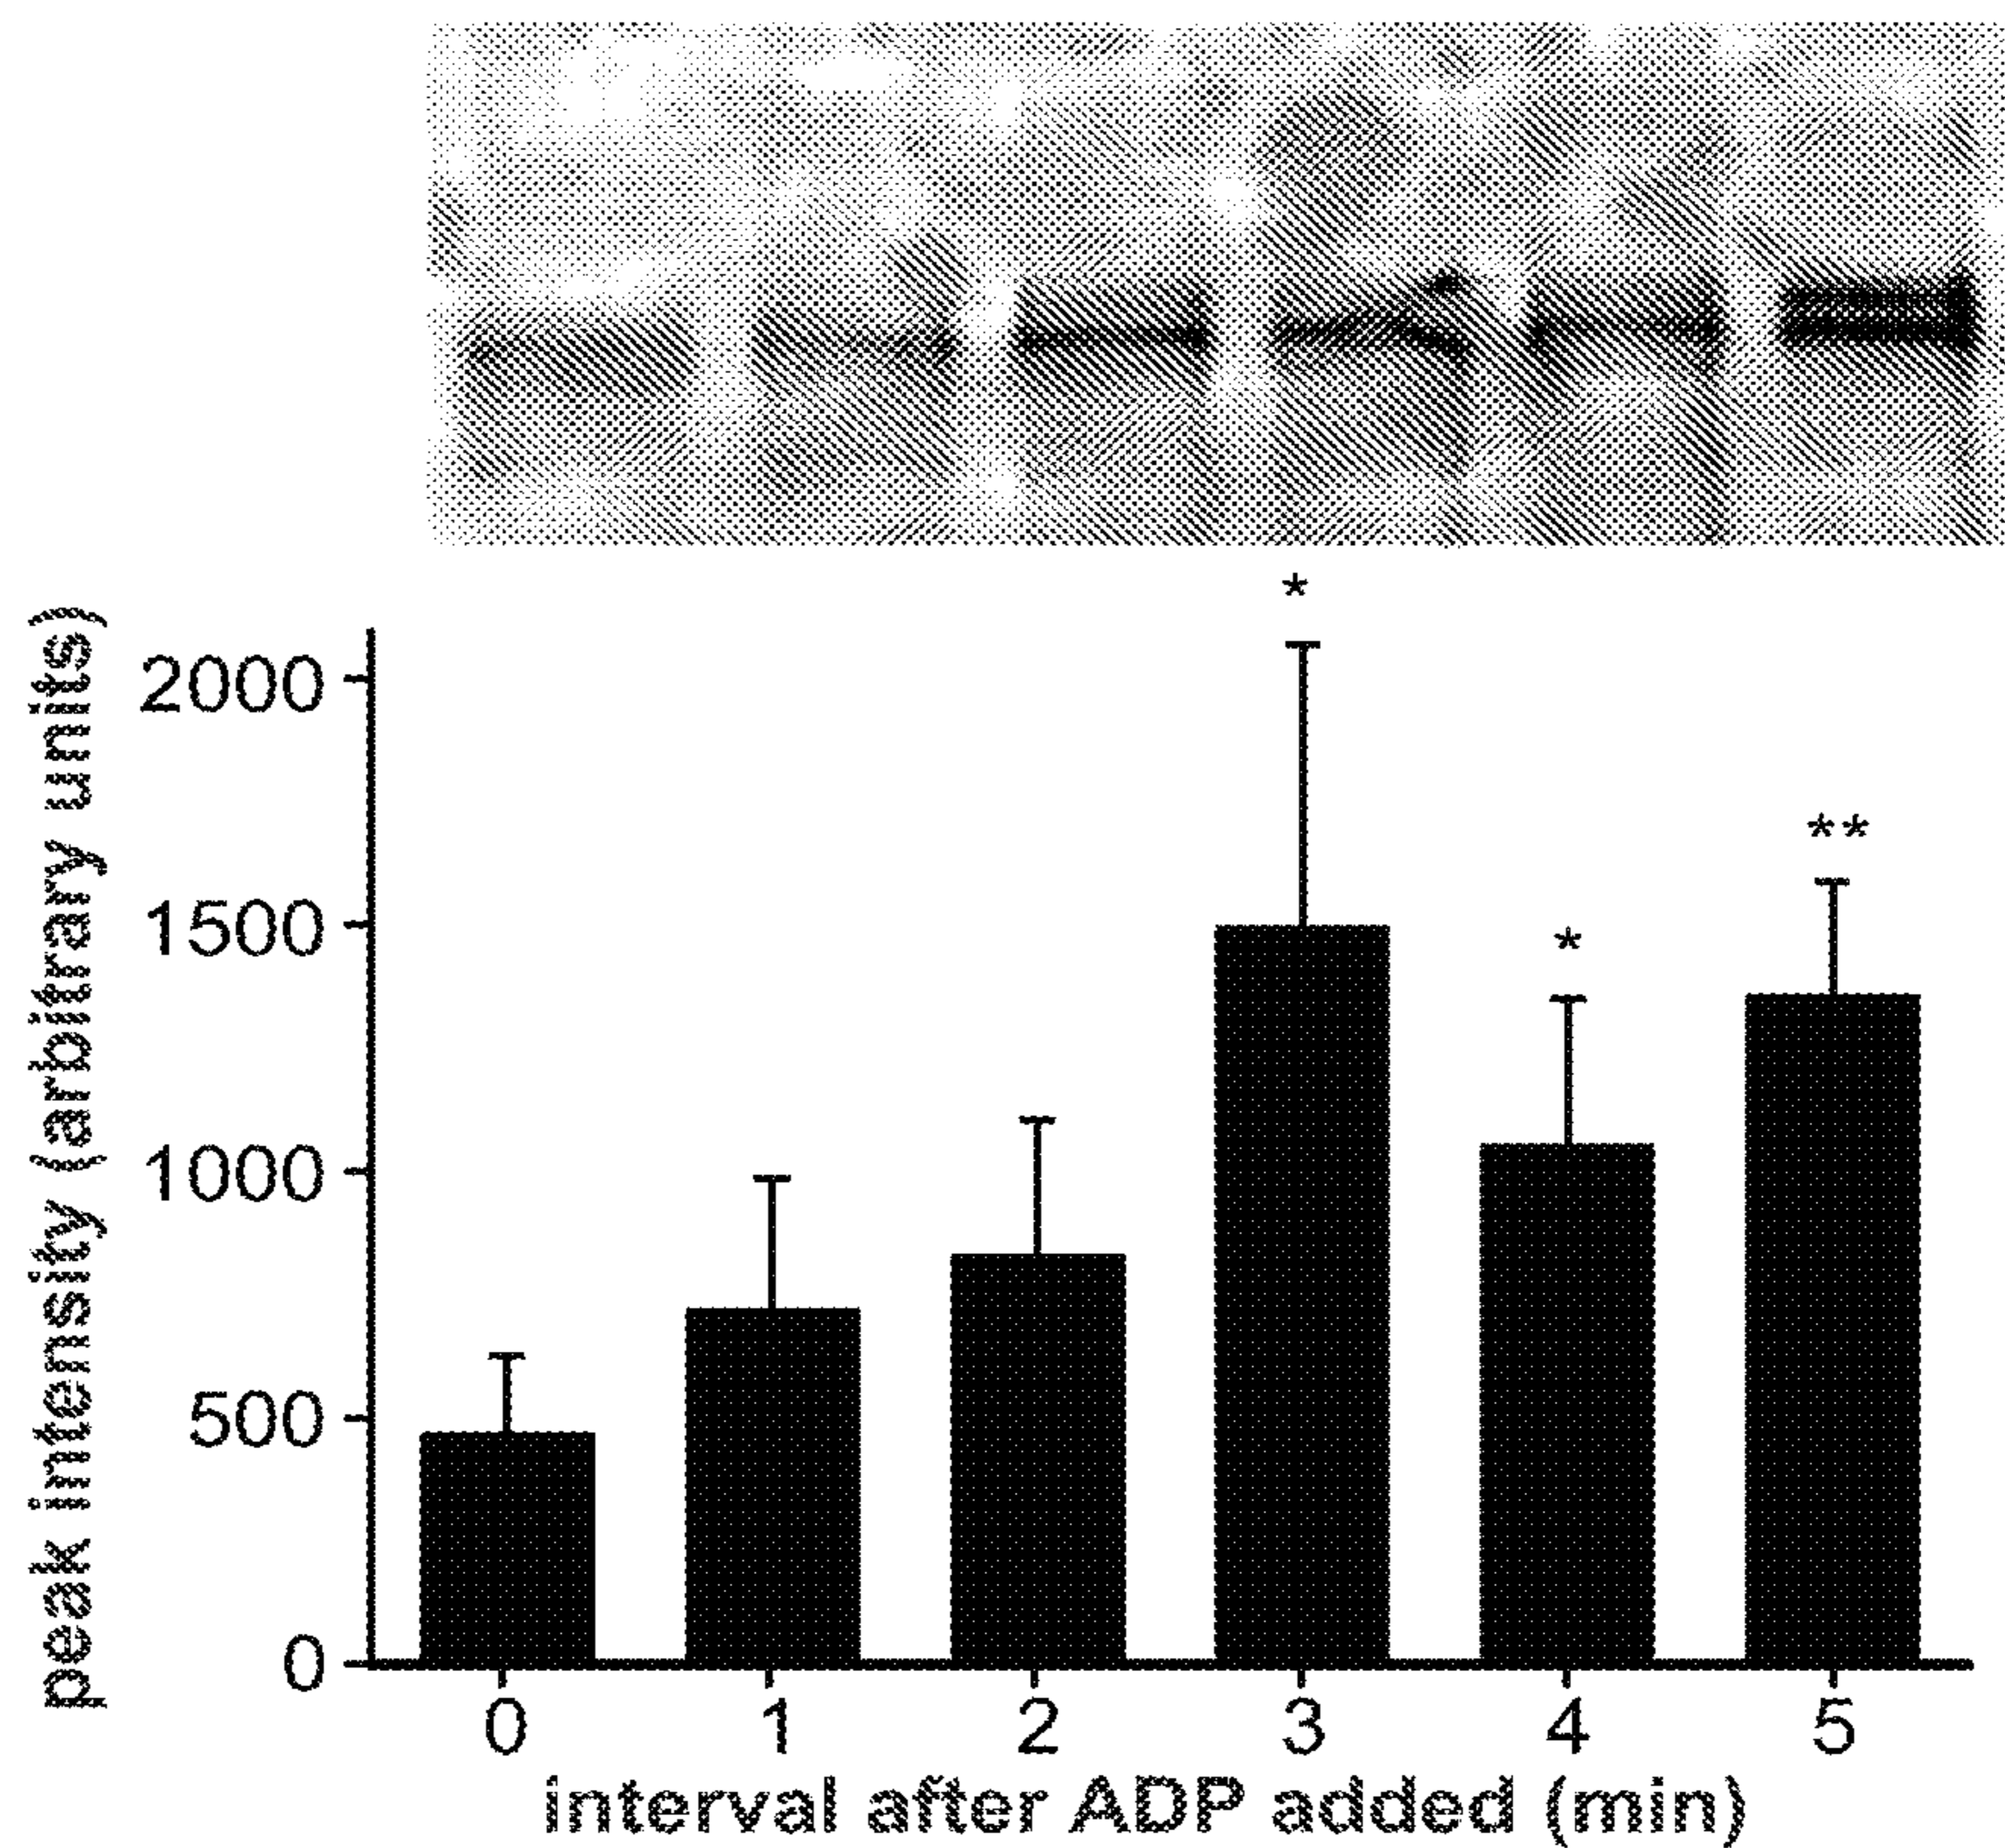 *
peak intensity (arbitrary units)
2000
**
1500
*
1000
500
0
0 1 2 3 4 5
interval after ADP added (min)